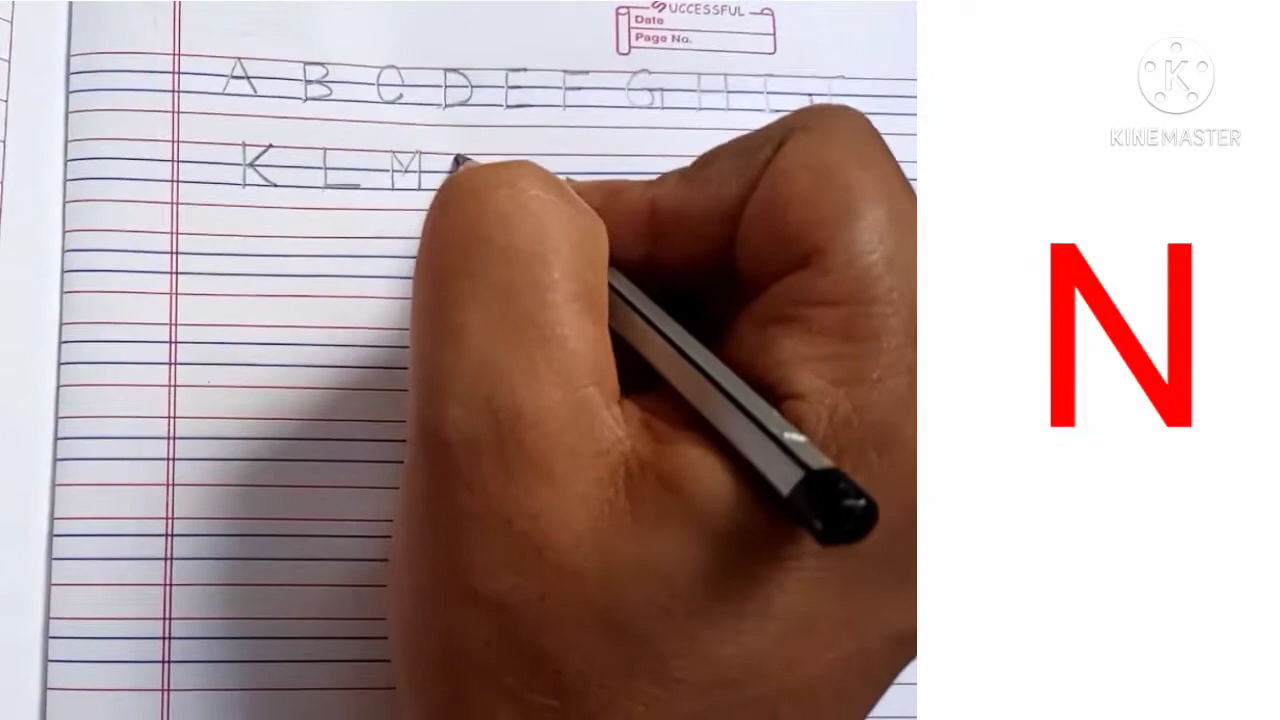 SUCCESSFUL
Date
Page No.
A B C D E F G H I J
K L M
KINEMASTER
N